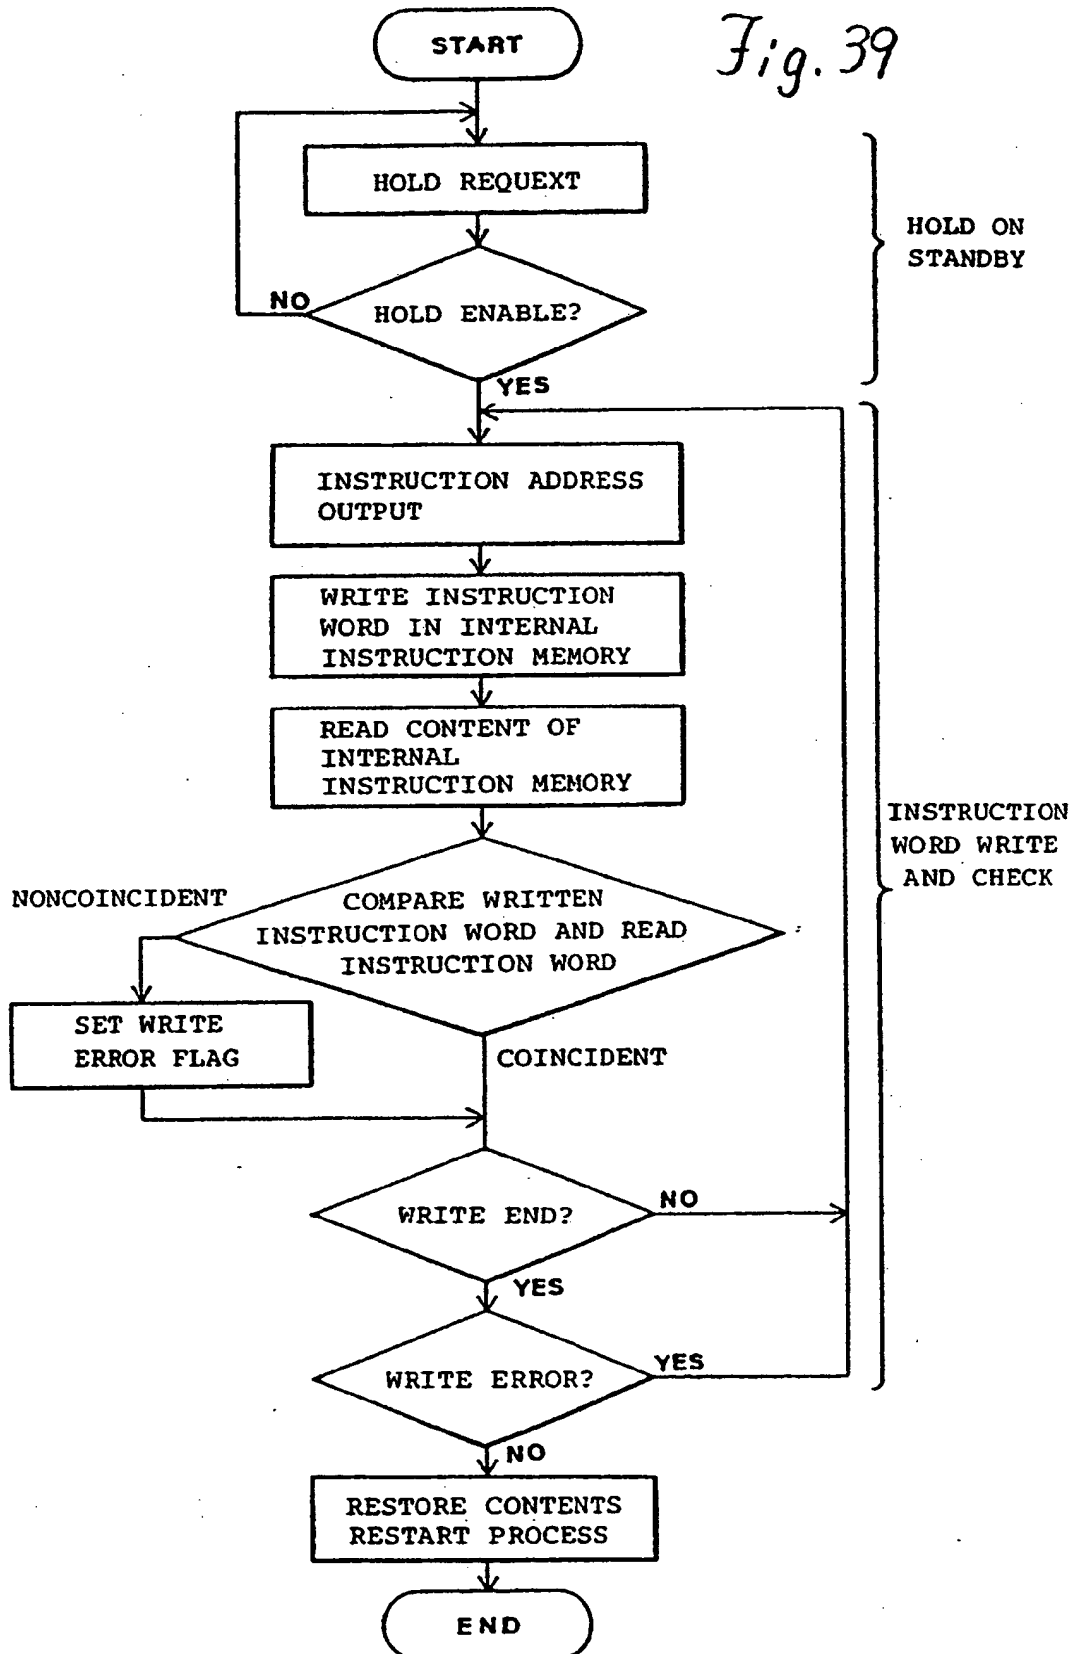 START
Fig. 39
HOLD REQUEXT
HOLD ON
STANDBY
NO
HOLD ENABLE?
YES
INSTRUCTION ADDRESS
OUTPUT
WRITE INSTRUCTION
WORD IN INTERNAL
INSTRUCTION MEMORY
READ CONTENT OF
INTERNAL
INSTRUCTION MEMORY
INSTRUCTION
WORD WRITE
AND CHECK
NONCOINCIDENT
COMPARE WRITTEN
INSTRUCTION WORD AND READ
INSTRUCTION WORD
SET WRITE
ERROR FLAG
COINCIDENT
WRITE END?
NO
YES
WRITE ERROR?
YES
NO
RESTORE CONTENTS
RESTART PROCESS
END